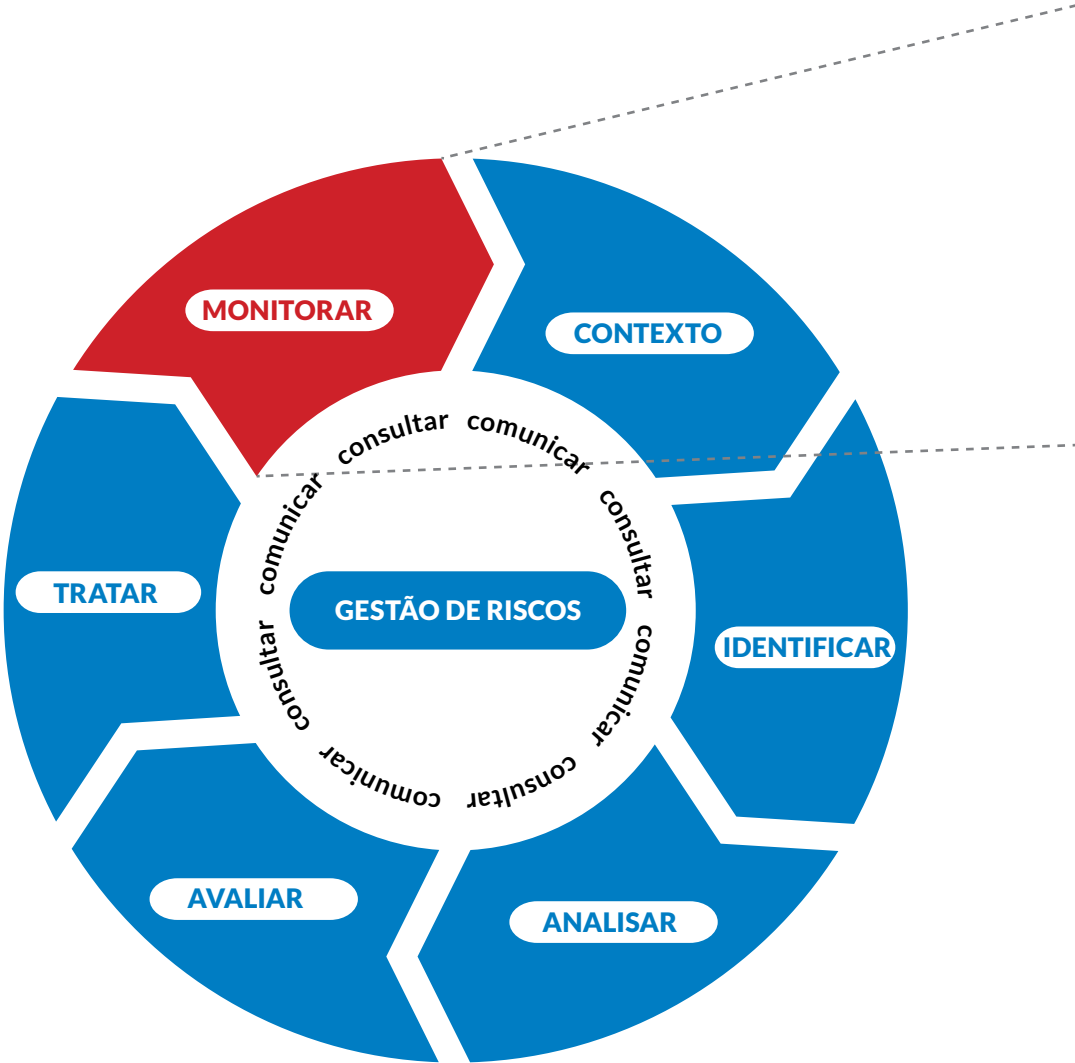 MONITORAR
CONTEXTO
IDENTIFICAR
ANALISAR
AVALIAR
TRATAR
GESTÃO DE RISCOS
comunicar
consultar
comunicar
consultar
comunicar
consultar
comunicar
consultar